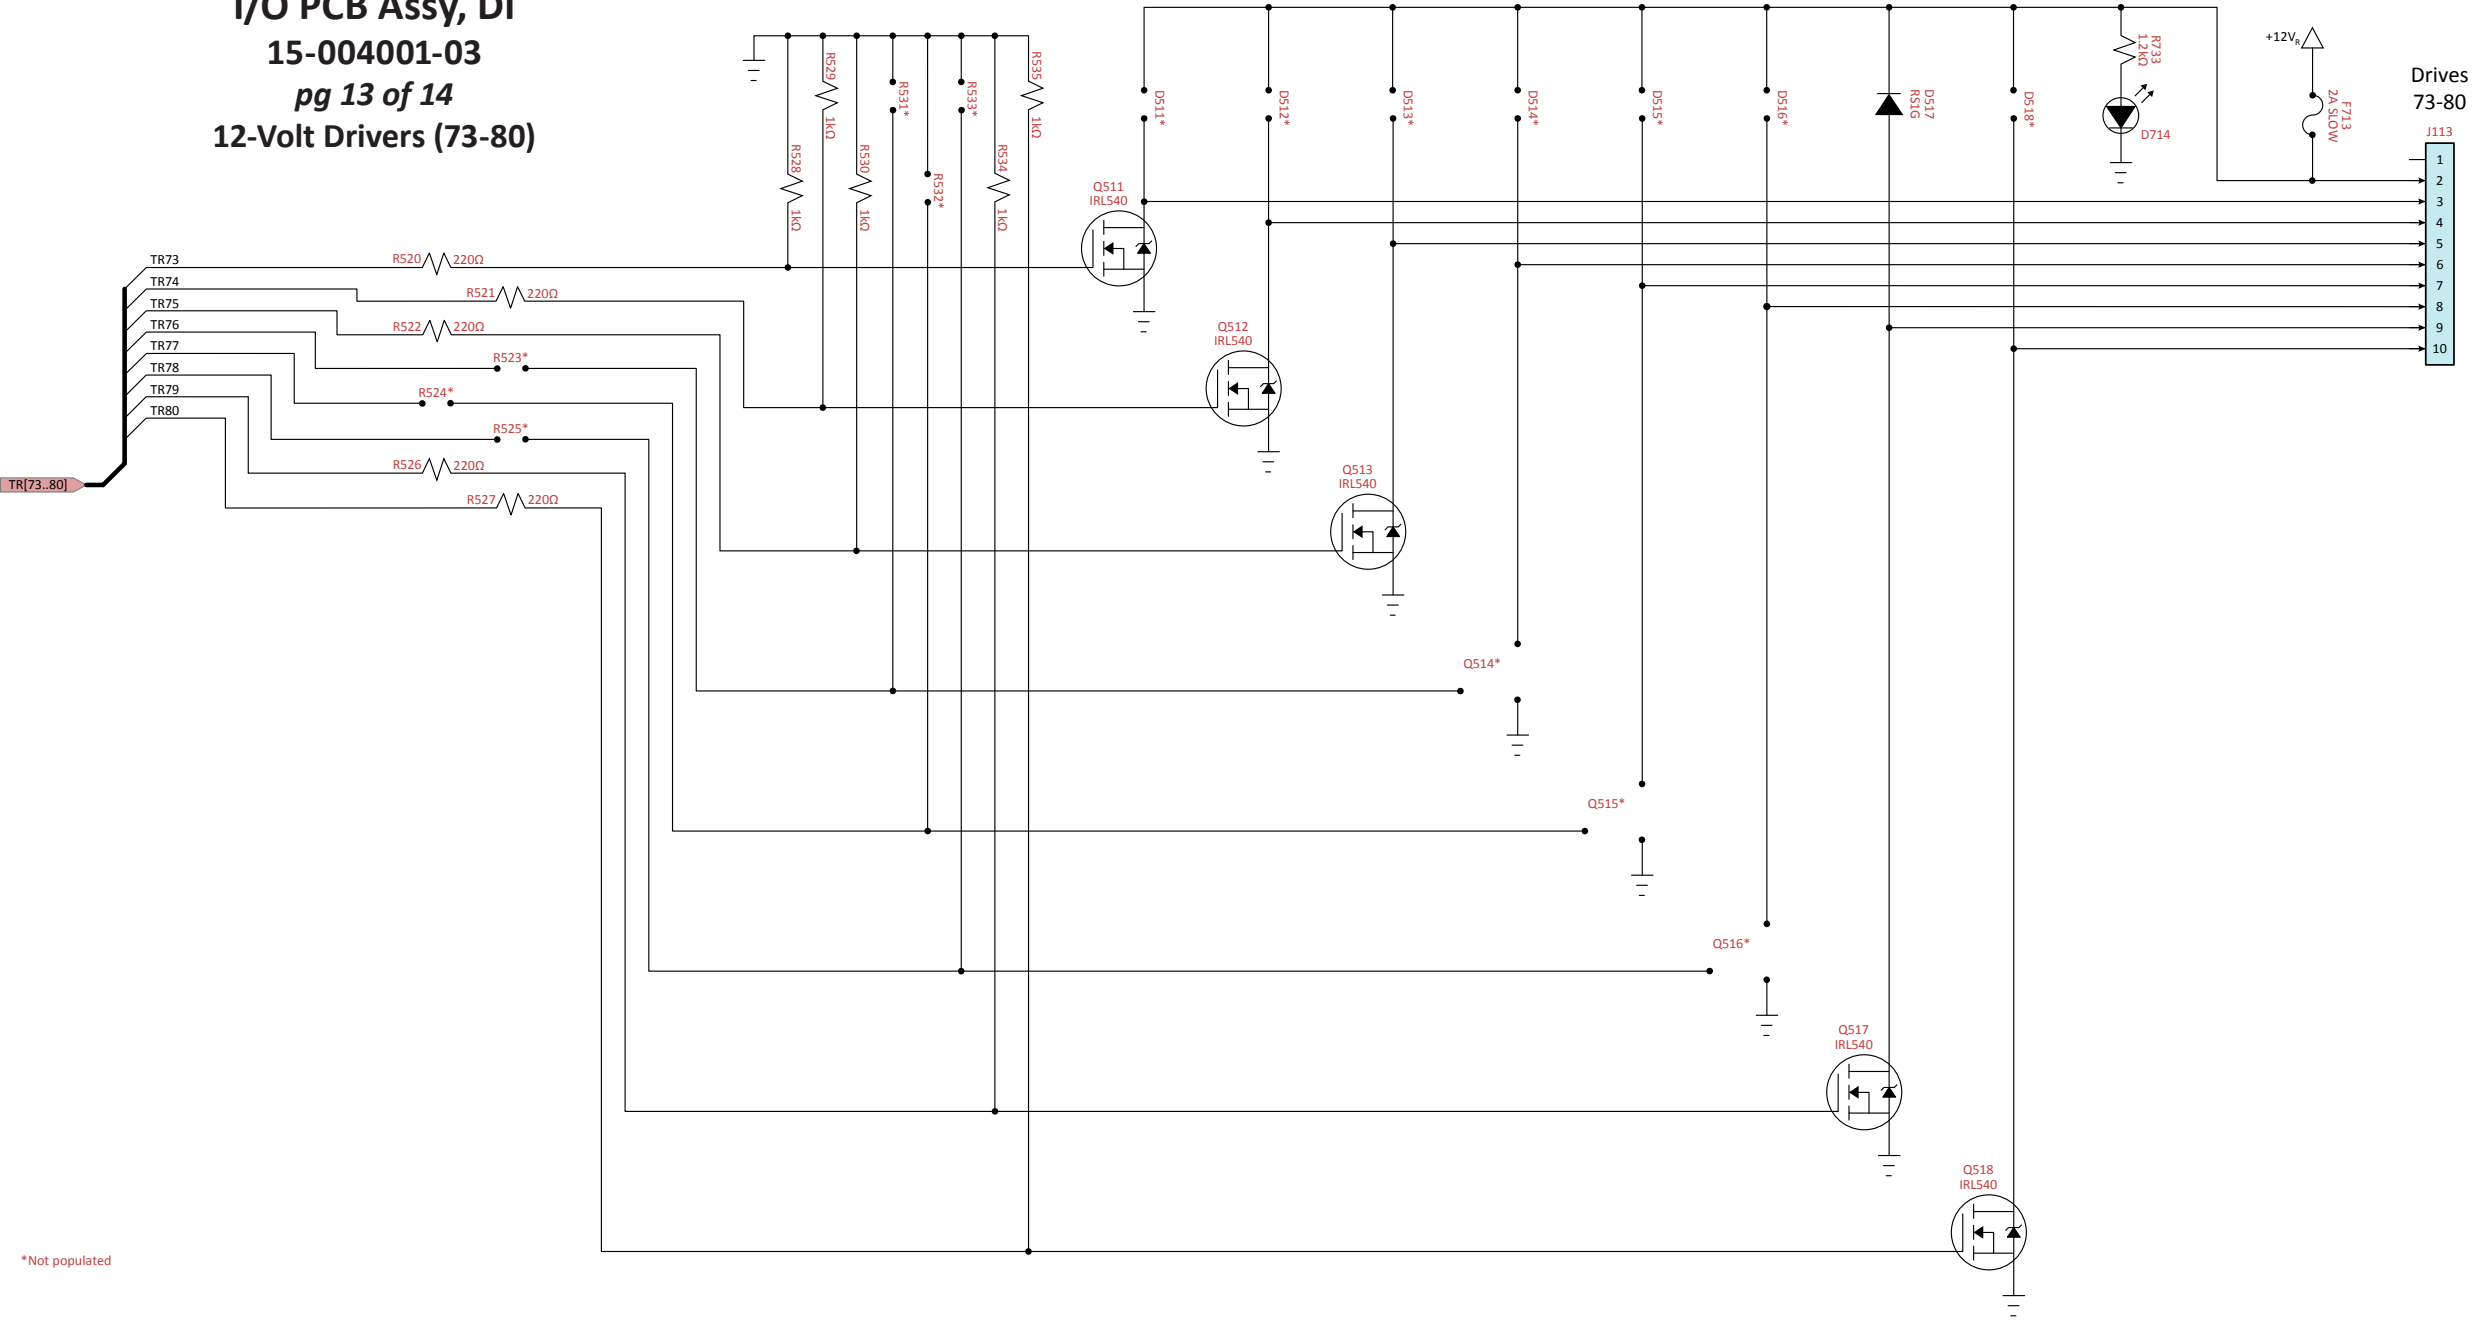 I/O PCB Assy, DI
15-004001-03
pg 13 of 14
12-Volt Drivers (73-80)
+12VR
Drives
73-80
J113
1
2
3
4
5
6
7
8
9
10
F713
2A SLOW
R733
1.2kΩ
D714
R529
1kΩ
R531*
R533*
R535
1kΩ
R528
1kΩ
R530
1kΩ
R532*
R534
1kΩ
D511*
D512*
D513*
D514*
D515*
D516*
D517
RS1G
D518*
Q511
IRL540
Q512
IRL540
Q513
IRL540
Q514*
Q515*
Q516*
Q517
IRL540
Q518
IRL540
TR73
R520 220Ω
TR74
R521 220Ω
TR75
R522 220Ω
TR76
R523*
TR77
R524*
TR78
R525*
TR79
R526 220Ω
TR80
R527 220Ω
TR[73..80]
*Not populated